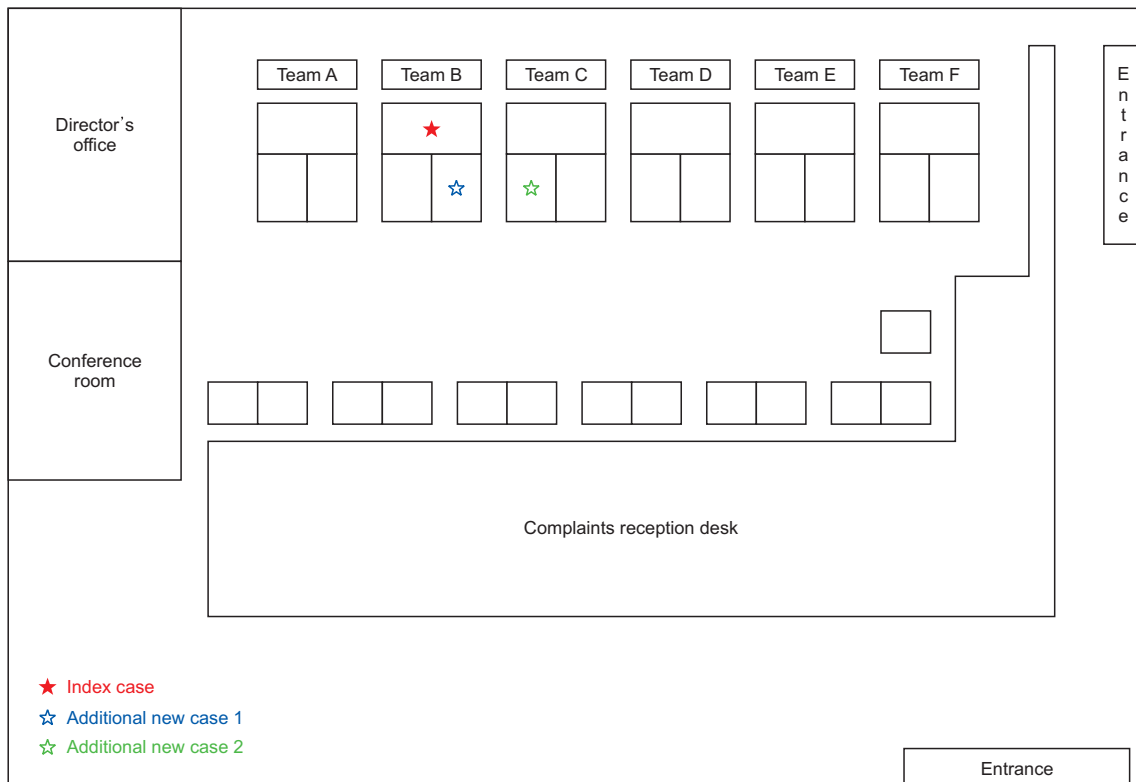 Team A
Team B
Team C
Team D
Team E
Team F
Entrance
Director's
office
Conference
room
Complaints reception desk
Index case
Additional new case 1
Additional new case 2
Entrance